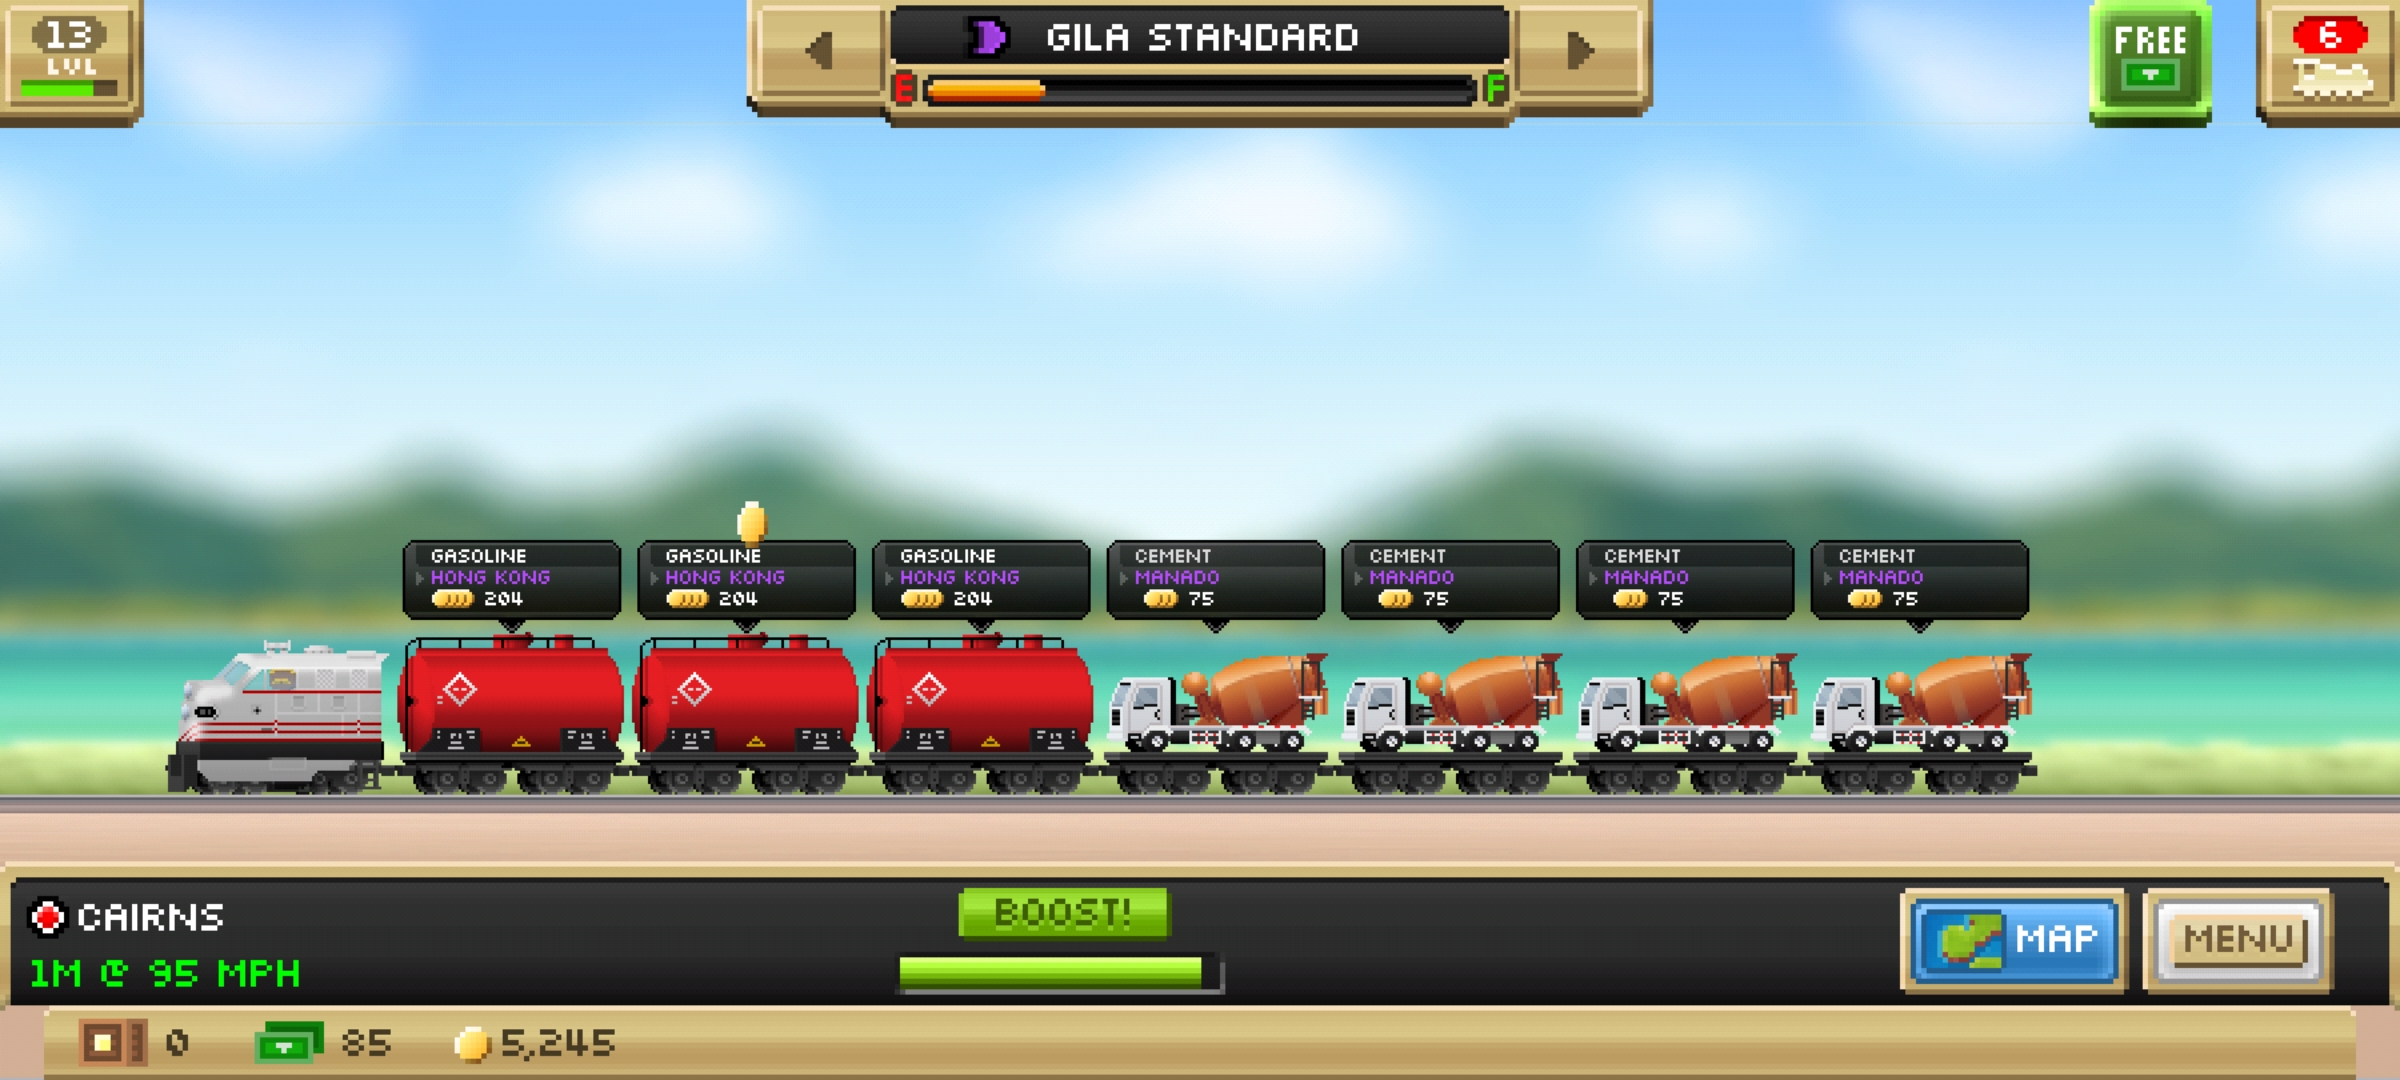 13
LVL
GILA STANDARD
E
F
FREE
6
GASOLINE
HONG KONG
204
GASOLINE
HONG KONG
204
GASOLINE
HONG KONG
204
CEMENT
MANADO
75
CEMENT
MANADO
75
CEMENT
MANADO
75
CEMENT
MANADO
75
CAIRNS
1M @ 95 MPH
BOOST!
MAP
MENU
0
85
5,245